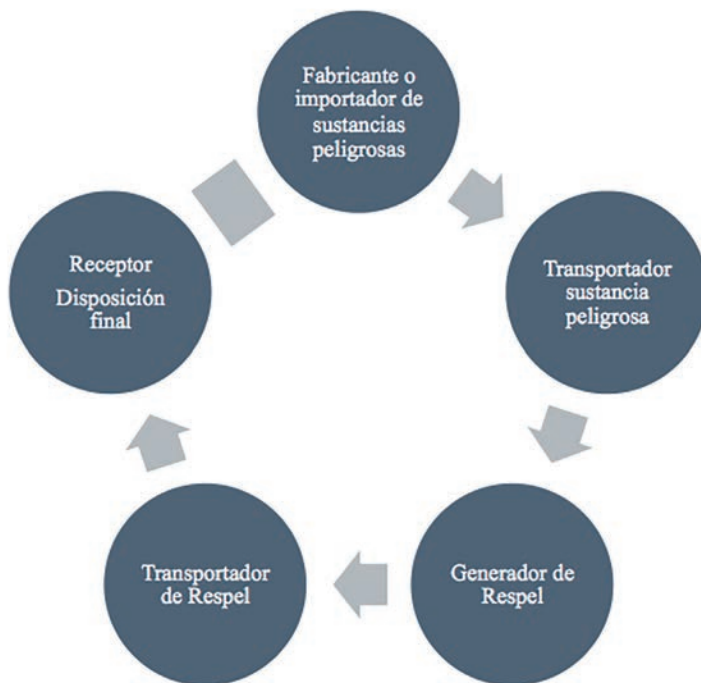 Fabricante o
importador de
sustancias
peligrosas
Transportador
sustancia
peligrosa
Generador de
Respel
Transportador
de Respel
Receptor
Disposición
final